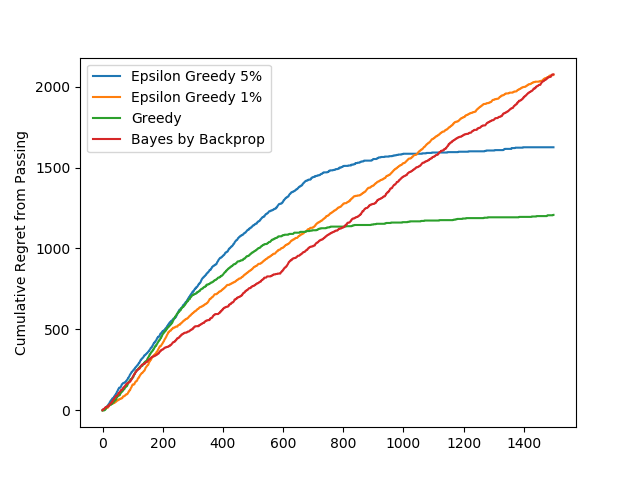 Epsilon Greedy 5%
Epsilon Greedy 1%
Greedy
Bayes by Backprop
Cumulative Regret from Passing
2000
1500
1000
500
0
0 200 400 600 800 1000 1200 1400